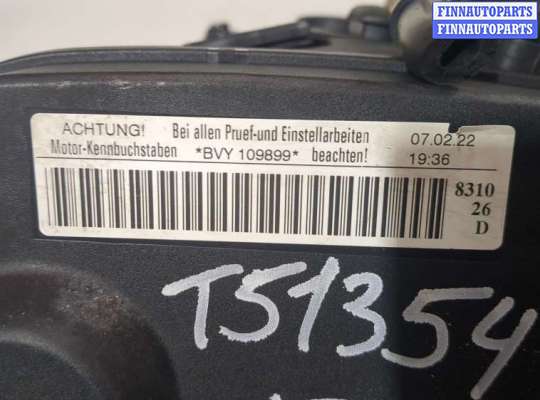 FINNAUTOPARTS
FINNAUTOPARTS
ACHTUNG! Bei allen Pruef-und Einstellarbeiten 07.02.22
Motor-Kennbuchstaben *BVY 109899* beachten! 19:36
8310
26
D
T51354